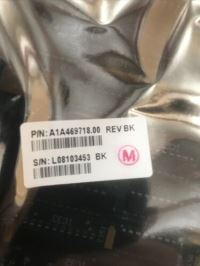 P/N: A1A469718.00 REV BK
S/N: L08103453 BK
M